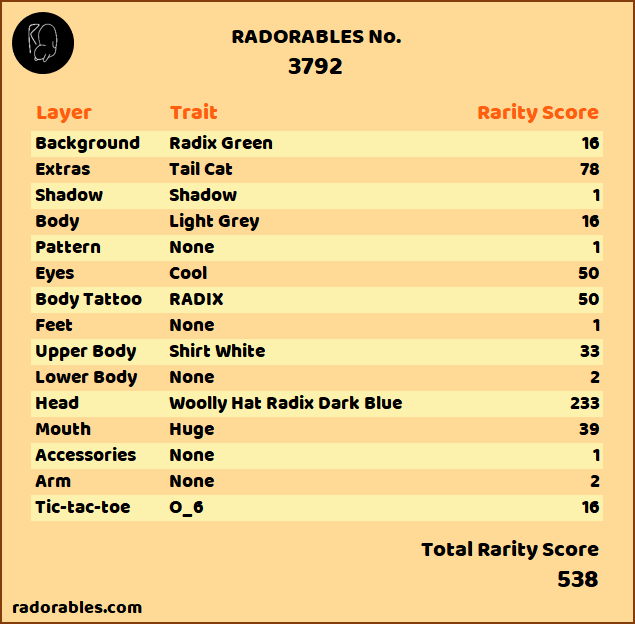 RADORABLES No.
3792
Layer Trait Rarity Score
Background Radix Green 16
Extras Tail Cat 78
Shadow Shadow 1
Body Light Grey 16
Pattern None 1
Eyes Cool 50
Body Tattoo RADIX 50
Feet None 1
Upper Body Shirt White 33
Lower Body None 2
Head Woolly Hat Radix Dark Blue 233
Mouth Huge 39
Accessories None 1
Arm None 2
Tic-tac-toe O_6 16
Total Rarity Score
538
radorables.com